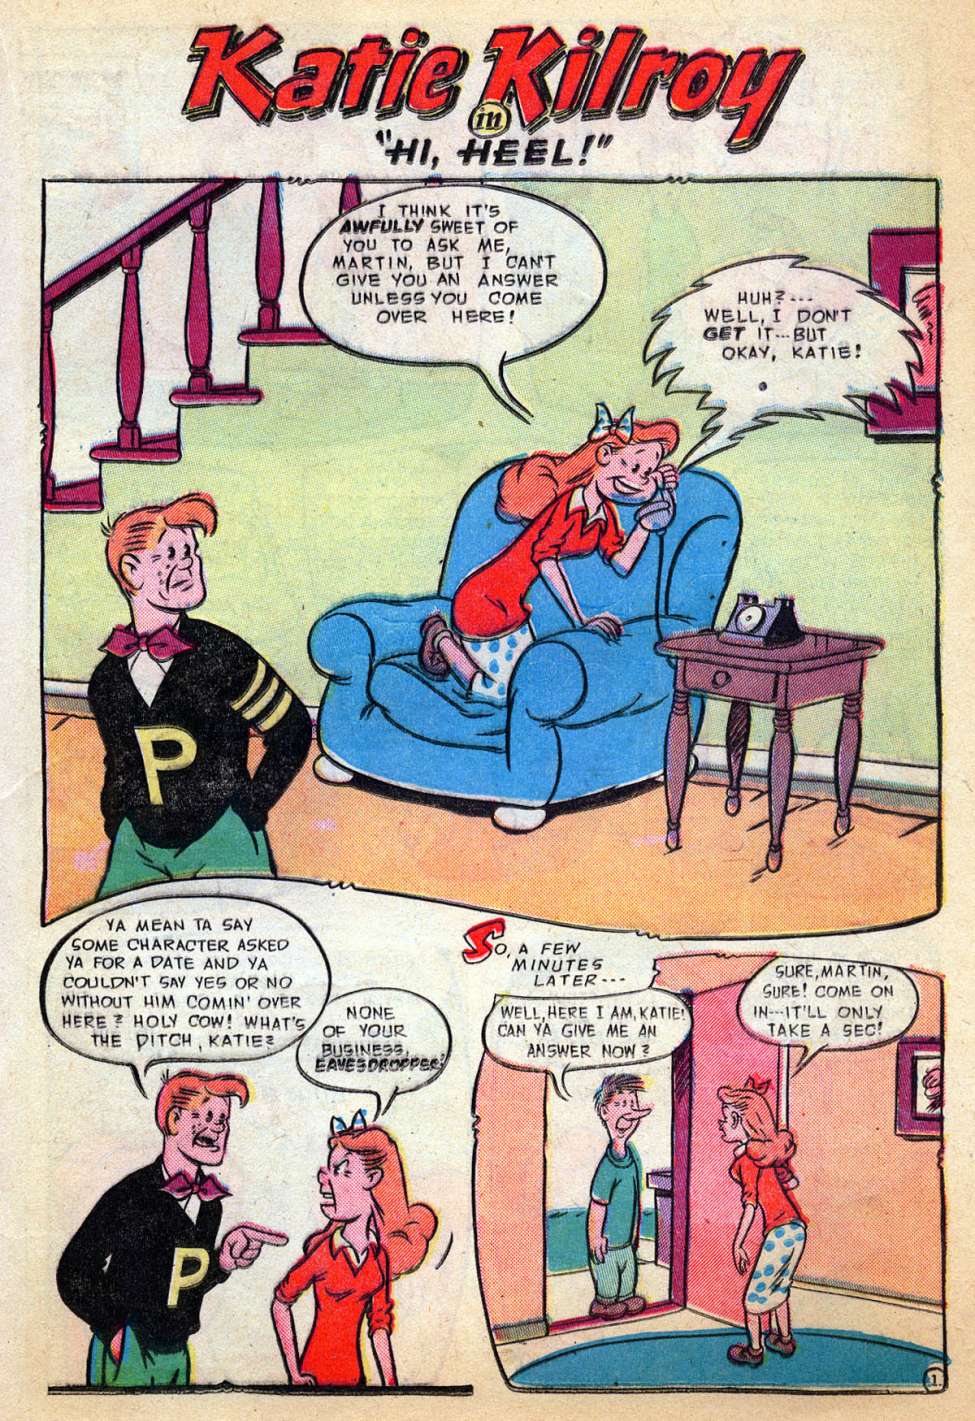 Katie Kilroy
in
"HI, HEEL!"
I THINK IT'S
AWFULLY SWEET OF
YOU TO ASK ME,
MARTIN, BUT I CAN'T
GIVE YOU AN ANSWER
UNLESS YOU COME
OVER HERE!
HUH?---
WELL, I DON'T
GET IT---BUT
OKAY, KATIE!
P
YA MEAN TA SAY
SOME CHARACTER ASKED
YA FOR A DATE AND YA
COULDN'T SAY YES OR NO
WITHOUT HIM COMIN' OVER
HERE? HOLY COW! WHAT'S
THE PITCH, KATIE?
NONE
OF YOUR
BUSINESS,
EAVESDROPPER!
P
SO, A FEW
MINUTES
LATER---
WELL, HERE I AM, KATIE!
CAN YA GIVE ME AN
ANSWER NOW?
SURE, MARTIN,
SURE! COME ON
IN---IT'LL ONLY
TAKE A SEC!
1.